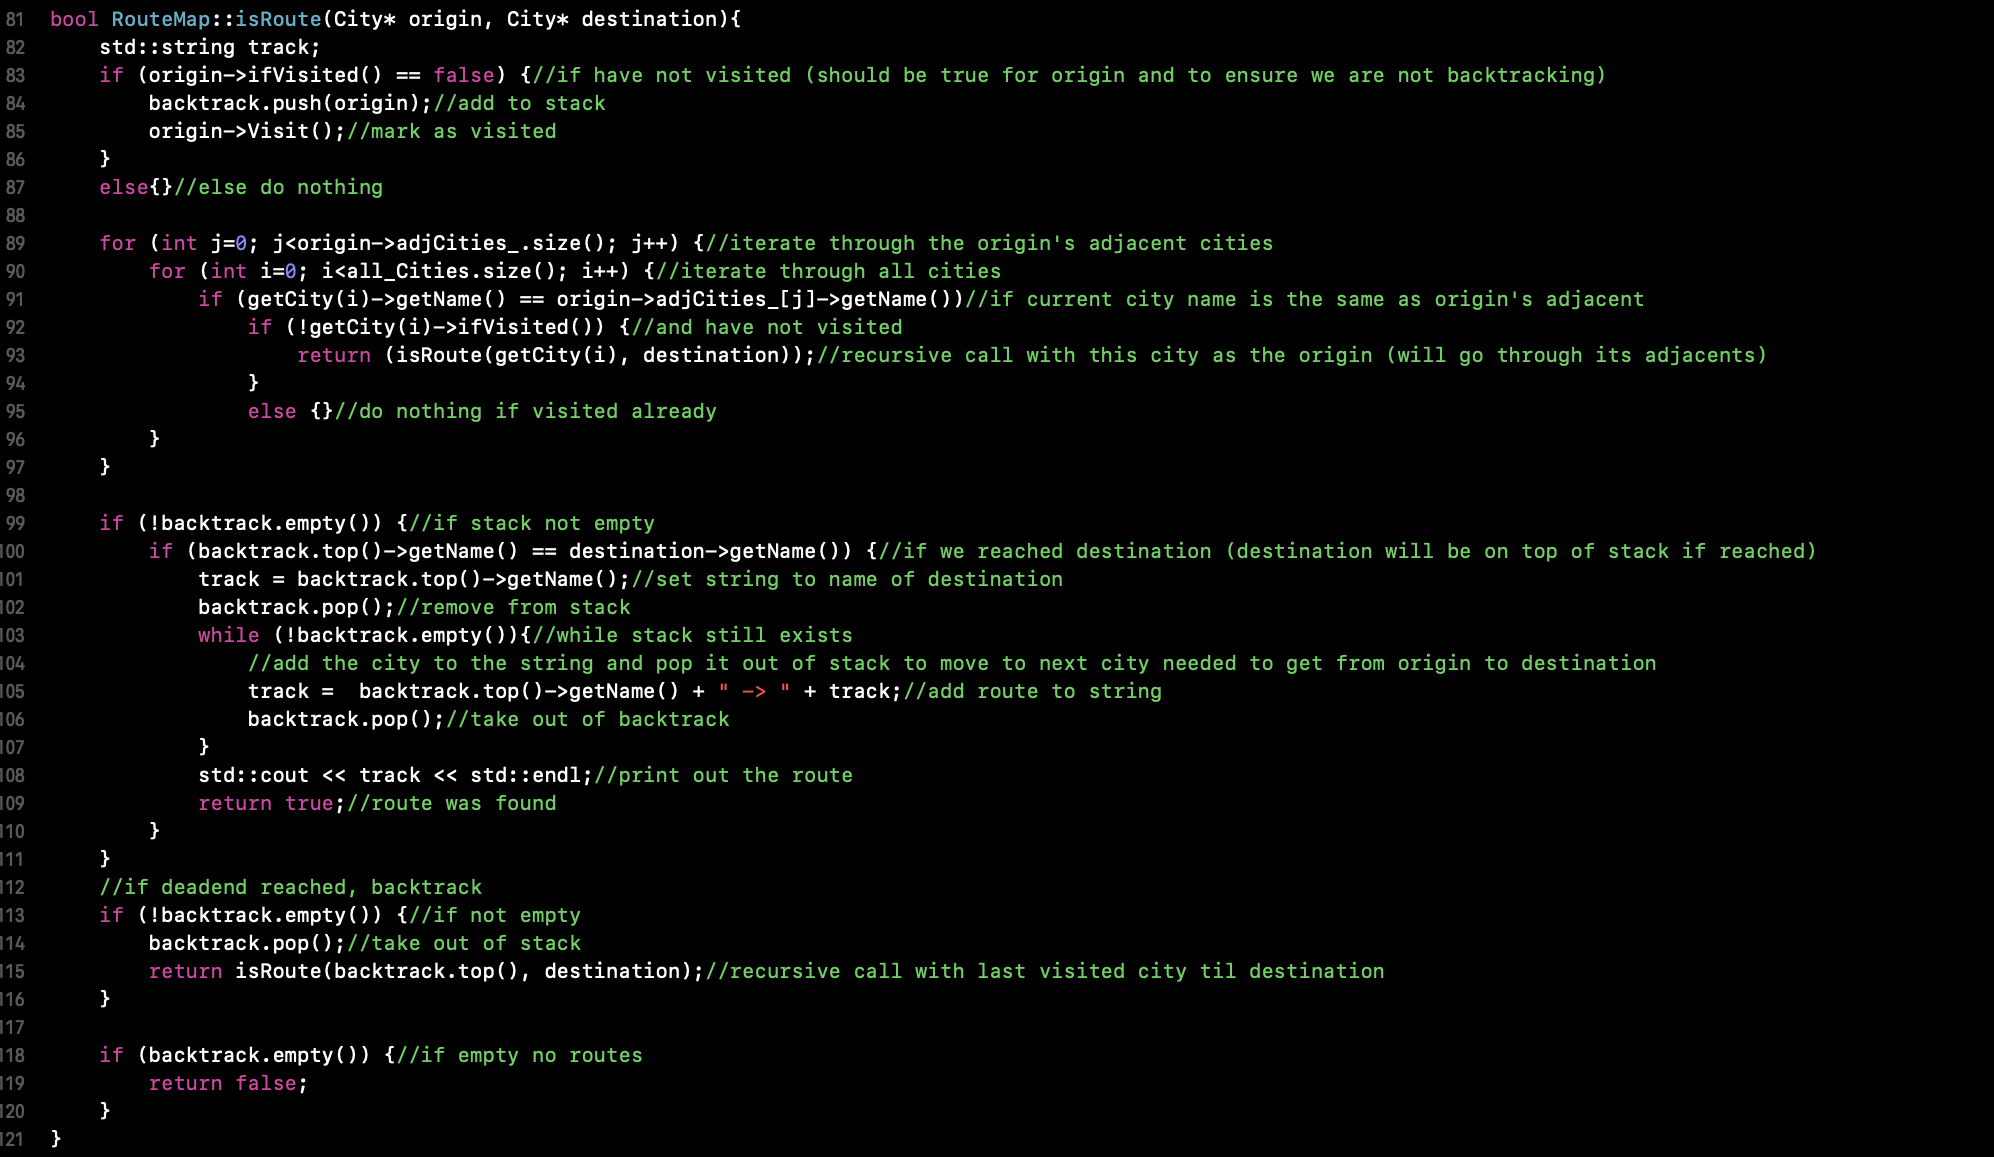 81 bool RouteMap::isRoute(City* origin, City* destination){
82     std::string track;
83     if (origin->ifVisited() == false) {//if have not visited (should be true for origin and to ensure we are not backtracking)
84         backtrack.push(origin);//add to stack
85         origin->Visit();//mark as visited
86     }
87     else{}//else do nothing
88
89     for (int j=0; j<origin->adjCities_.size(); j++) {//iterate through the origin's adjacent cities
90         for (int i=0; i<all_Cities.size(); i++) {//iterate through all cities
91             if (getCity(i)->getName() == origin->adjCities_[j]->getName())//if current city name is the same as origin's adjacent
92                 if (!getCity(i)->ifVisited()) {//and have not visited
93                     return (isRoute(getCity(i), destination));//recursive call with this city as the origin (will go through its adjacents)
94                 }
95                 else {}//do nothing if visited already
96         }
97     }
98
99     if (!backtrack.empty()) {//if stack not empty
100         if (backtrack.top()->getName() == destination->getName()) {//if we reached destination (destination will be on top of stack if reached)
101             track = backtrack.top()->getName();//set string to name of destination
102             backtrack.pop();//remove from stack
103             while (!backtrack.empty()){//while stack still exists
104                 //add the city to the string and pop it out of stack to move to next city needed to get from origin to destination
105                 track =  backtrack.top()->getName() + " -> " + track;//add route to string
106                 backtrack.pop();//take out of backtrack
107             }
108             std::cout << track << std::endl;//print out the route
109             return true;//route was found
110         }
111     }
112     //if deadend reached, backtrack
113     if (!backtrack.empty()) {//if not empty
114         backtrack.pop();//take out of stack
115         return isRoute(backtrack.top(), destination);//recursive call with last visited city til destination
116     }
117
118     if (backtrack.empty()) {//if empty no routes
119         return false;
120     }
121 }